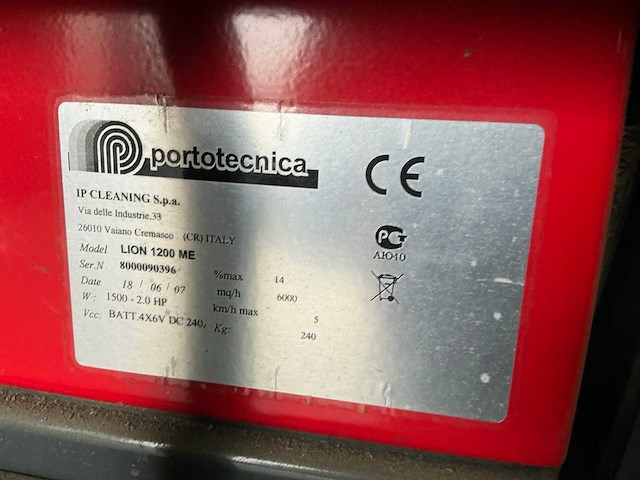 portotecnica
IP CLEANING S.p.a.
Via delle Industrie,33
26010 Vaiano Cremasco (CR) ITALY
Model LION 1200 ME
Ser.N 8000090396
Date 18 / 06 / 07
W : 1500 - 2.0 HP
Vcc: BATT.4X6V DC 240.
%max 14
mq/h 6000
km/h max 5
Kg: 240
CE
PCT
АЮ40